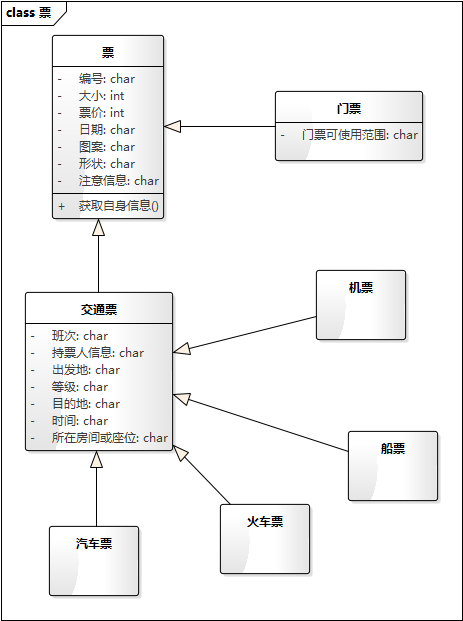 class 票
票
- 编号: char
- 大小: int
- 票价: int
- 日期: char
- 图案: char
- 形状: char
- 注意信息: char
+ 获取自身信息()
门票
- 门票可使用范围: char
交通票
- 班次: char
- 持票人信息: char
- 出发地: char
- 等级: char
- 目的地: char
- 时间: char
- 所在房间或座位: char
机票
船票
火车票
汽车票